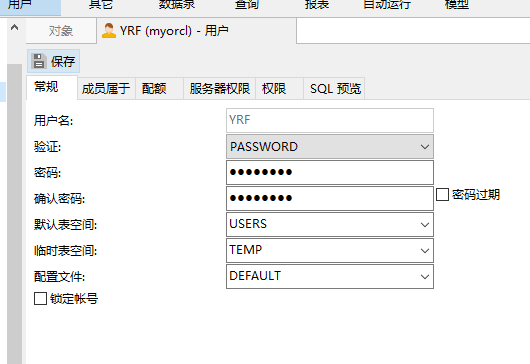 用户 其它 数据泵 查询 报表 自动运行 模型
对象 YRF (myorcl) - 用户
保存
常规 成员属于 配额 服务器权限 权限 SQL 预览
用户名: YRF
验证: PASSWORD
密码: ●●●●●●●●
确认密码: ●●●●●●●● 密码过期
默认表空间: USERS
临时表空间: TEMP
配置文件: DEFAULT
锁定帐号